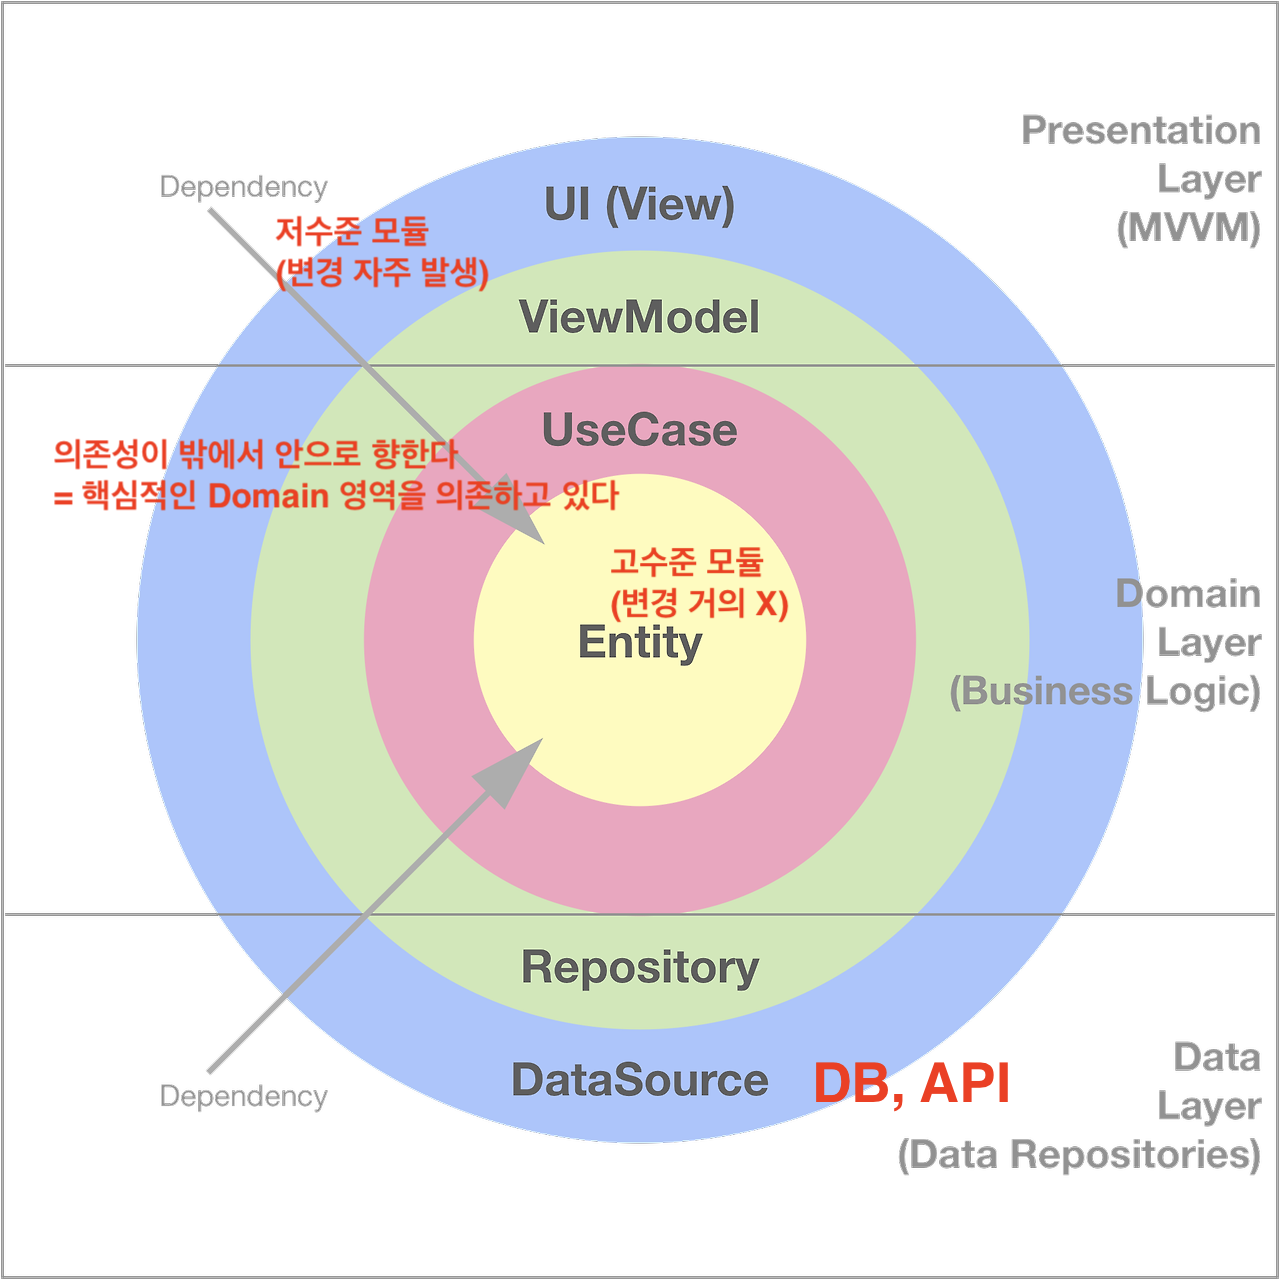 Presentation
Layer
(MVVM)
Dependency
UI (View)
저수준 모듈
(변경 자주 발생)
ViewModel
UseCase
의존성이 밖에서 안으로 향한다
= 핵심적인 Domain 영역을 의존하고 있다
고수준 모듈
(변경 거의 X)
Entity
Domain
Layer
(Business Logic)
Repository
DataSource
DB, API
Dependency
Data
Layer
(Data Repositories)